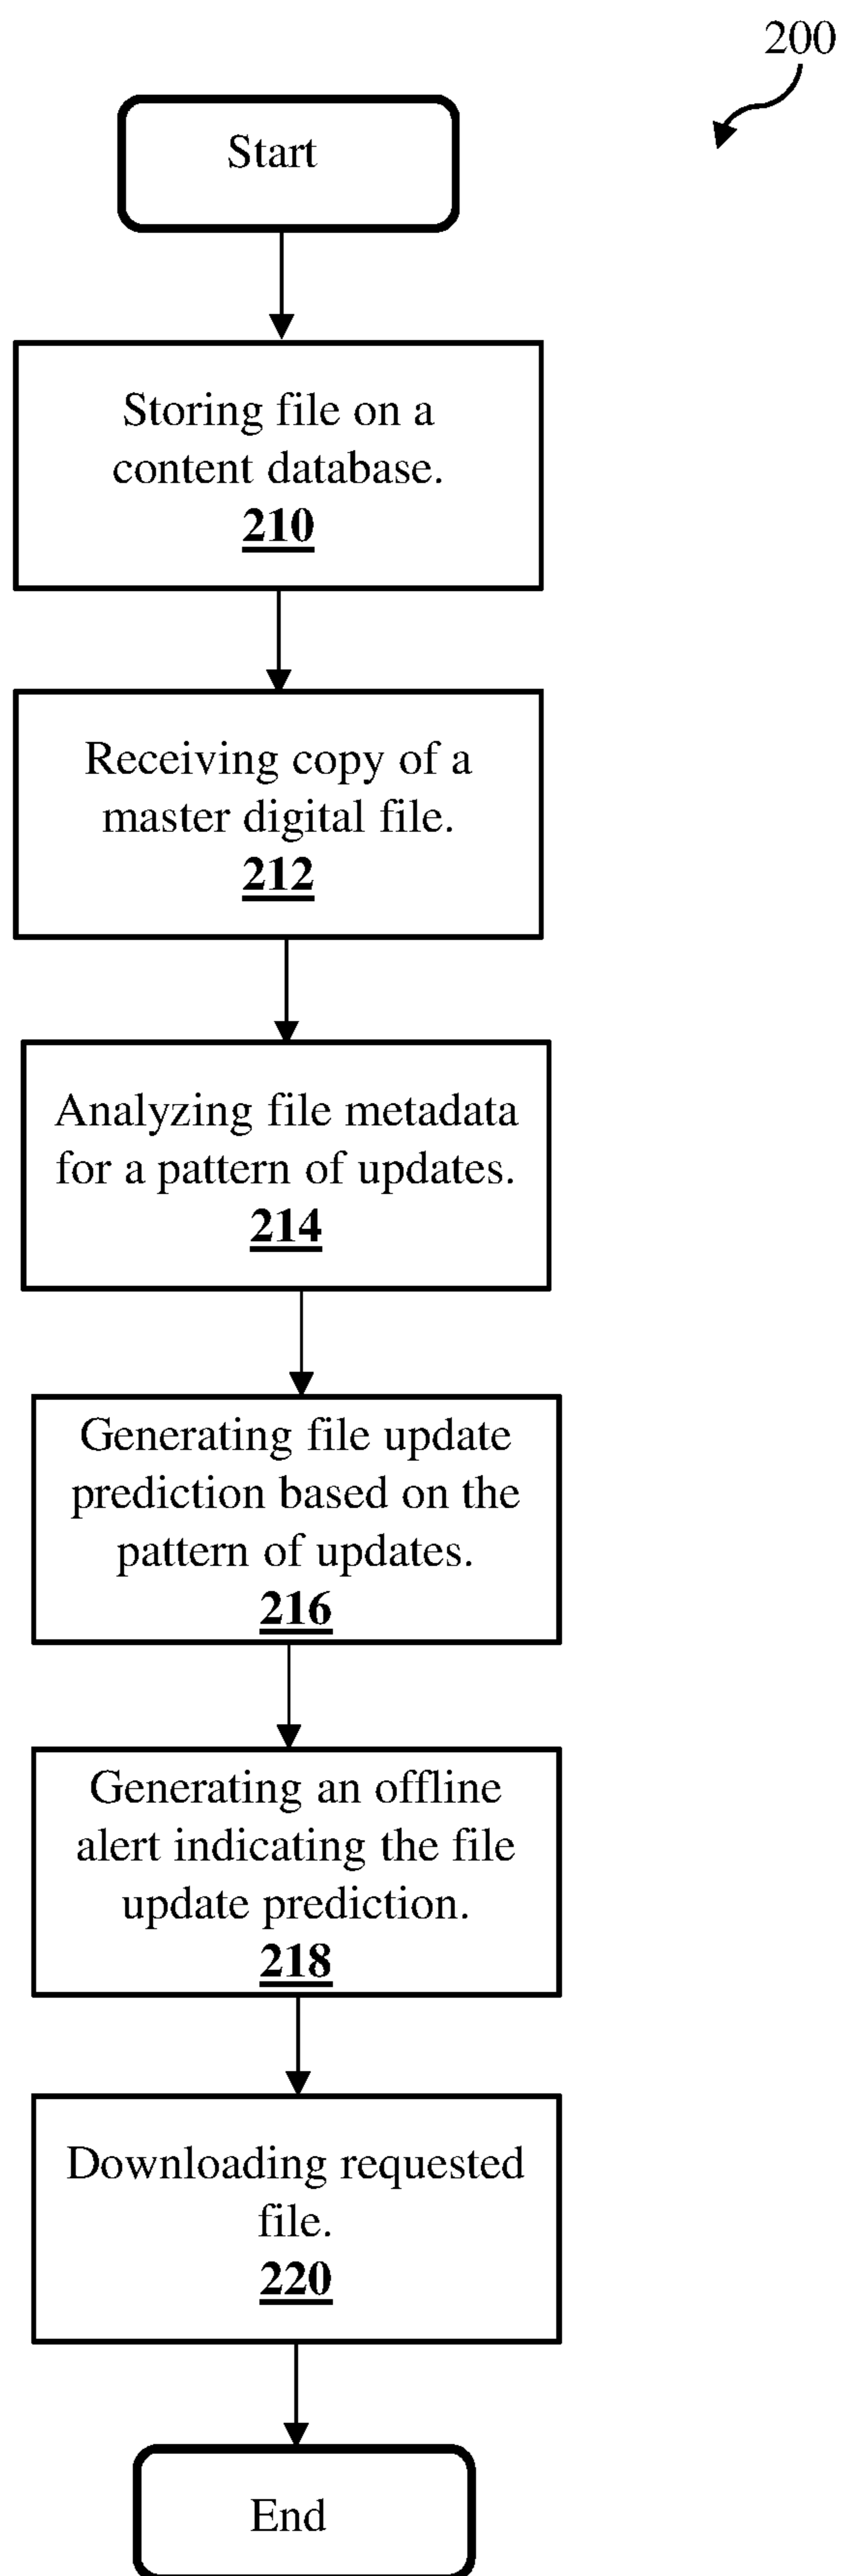 200
Start
Storing file on a
content database.
210
Receiving copy of a
master digital file.
212
Analyzing file metadata
for a pattern of updates.
214
Generating file update
prediction based on the
pattern of updates.
216
Generating an offline
alert indicating the file
update prediction.
218
Downloading requested
file.
220
End